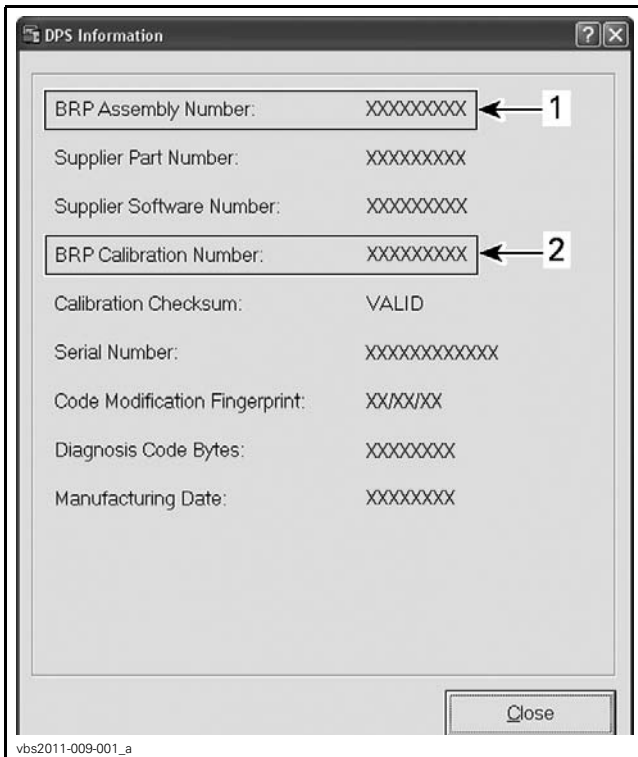 DPS Information
BRP Assembly Number: XXXXXXXXX 1
Supplier Part Number: XXXXXXXXX
Supplier Software Number: XXXXXXXXX
BRP Calibration Number: XXXXXXXXX 2
Calibration Checksum: VALID
Serial Number: XXXXXXXXXXXX
Code Modification Fingerprint: XX/XX/XX
Diagnosis Code Bytes: XXXXXXXX
Manufacturing Date: XXXXXXXX
Close
vbs2011-009-001_a